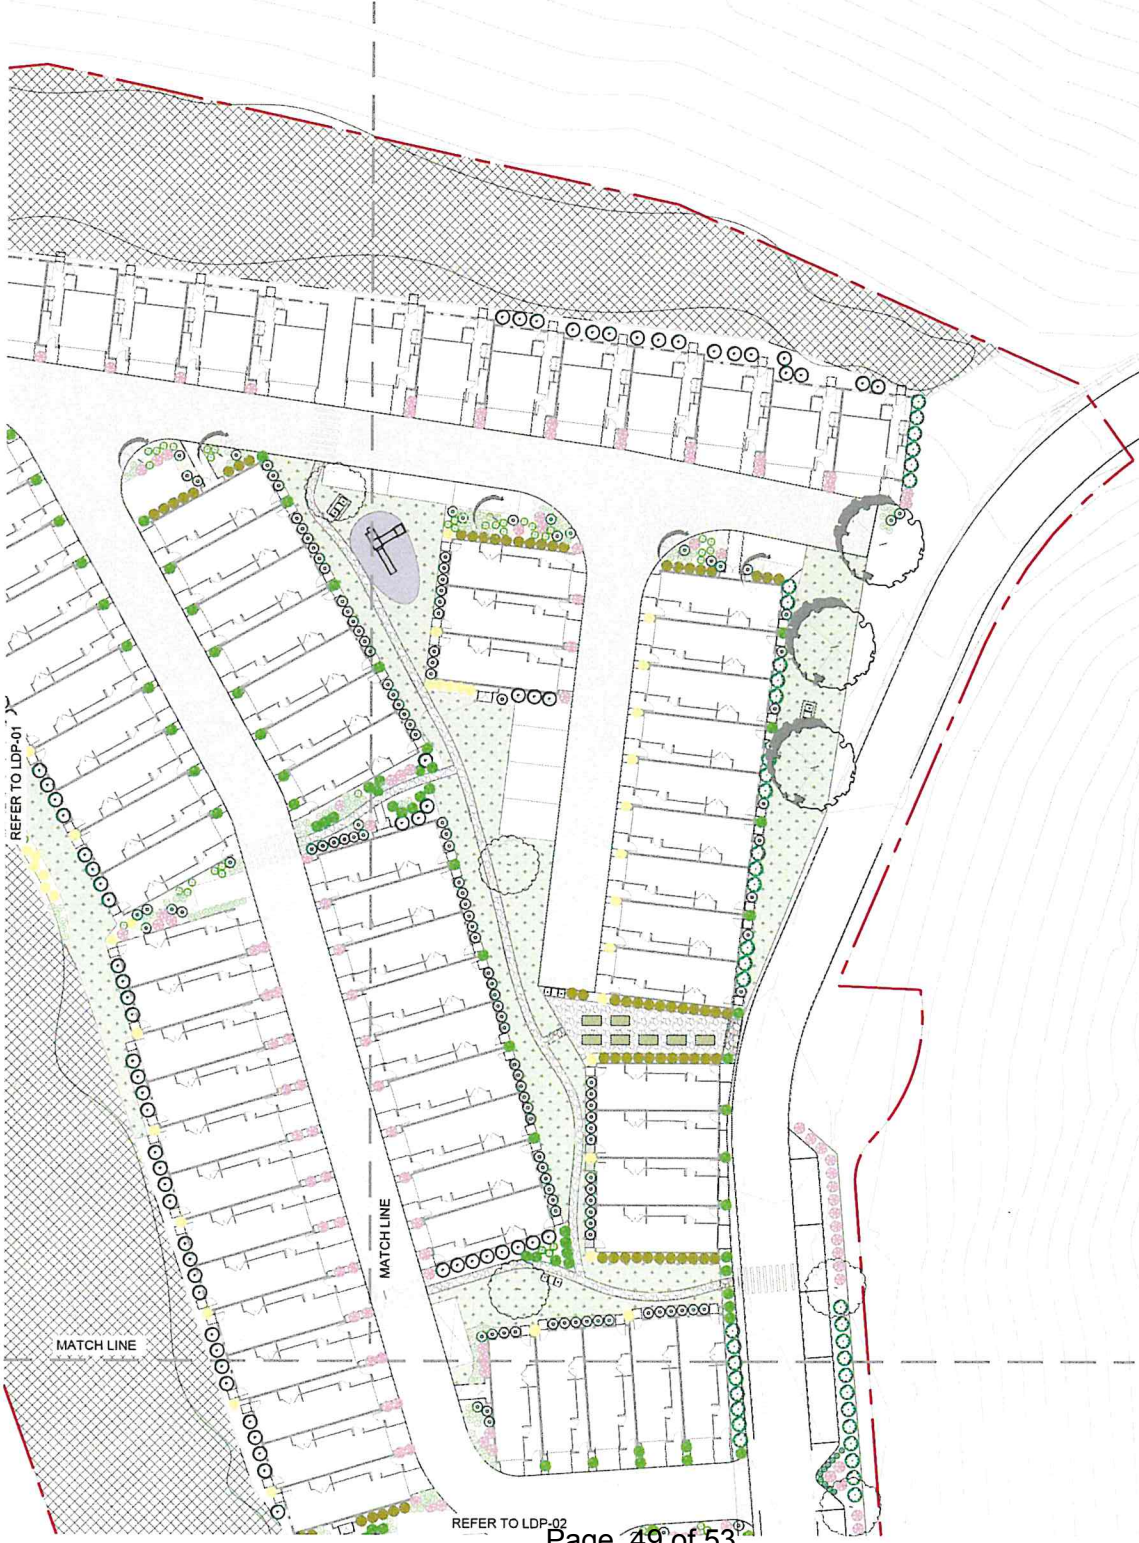 REFER TO LDP-01
MATCH LINE
MATCH LINE
REFER TO LDP-02
Page 49 of 53